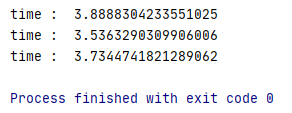 time :  3.8888304233551025
time :  3.5363290309906006
time :  3.7344741821289062
Process finished with exit code 0